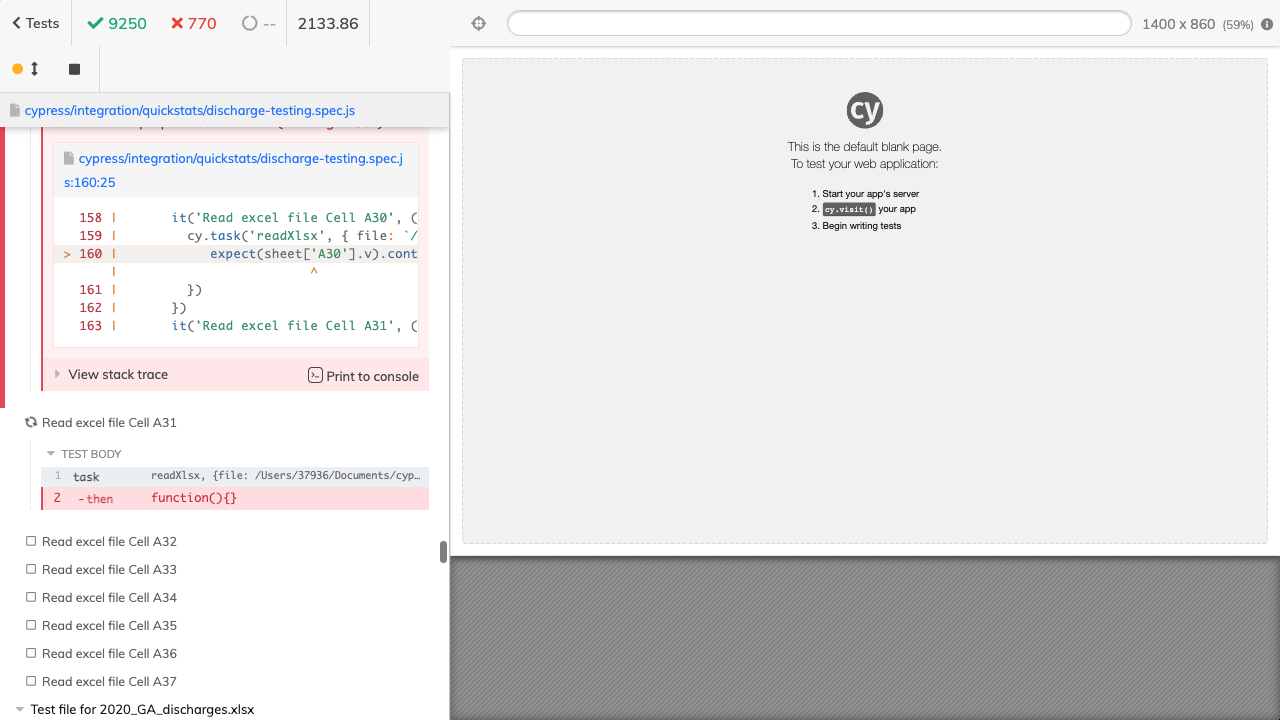 Tests
9250
770
--
2133.86
1400 x 860 (59%)
cypress/integration/quickstats/discharge-testing.spec.js
cypress/integration/quickstats/discharge-testing.spec.j
s:160:25
158 | it('Read excel file Cell A30', (
159 | cy.task('readXlsx', { file: `/
> 160 | expect(sheet['A30'].v).cont
| ^
161 | })
162 | })
163 | it('Read excel file Cell A31', (
View stack trace
Print to console
Read excel file Cell A31
TEST BODY
1 task readXlsx, {file: /Users/37936/Documents/cyp…
2 -then function(){}
Read excel file Cell A32
Read excel file Cell A33
Read excel file Cell A34
Read excel file Cell A35
Read excel file Cell A36
Read excel file Cell A37
Test file for 2020_GA_discharges.xlsx
cy
This is the default blank page.
To test your web application:
1. Start your app's server
2. cy.visit() your app
3. Begin writing tests